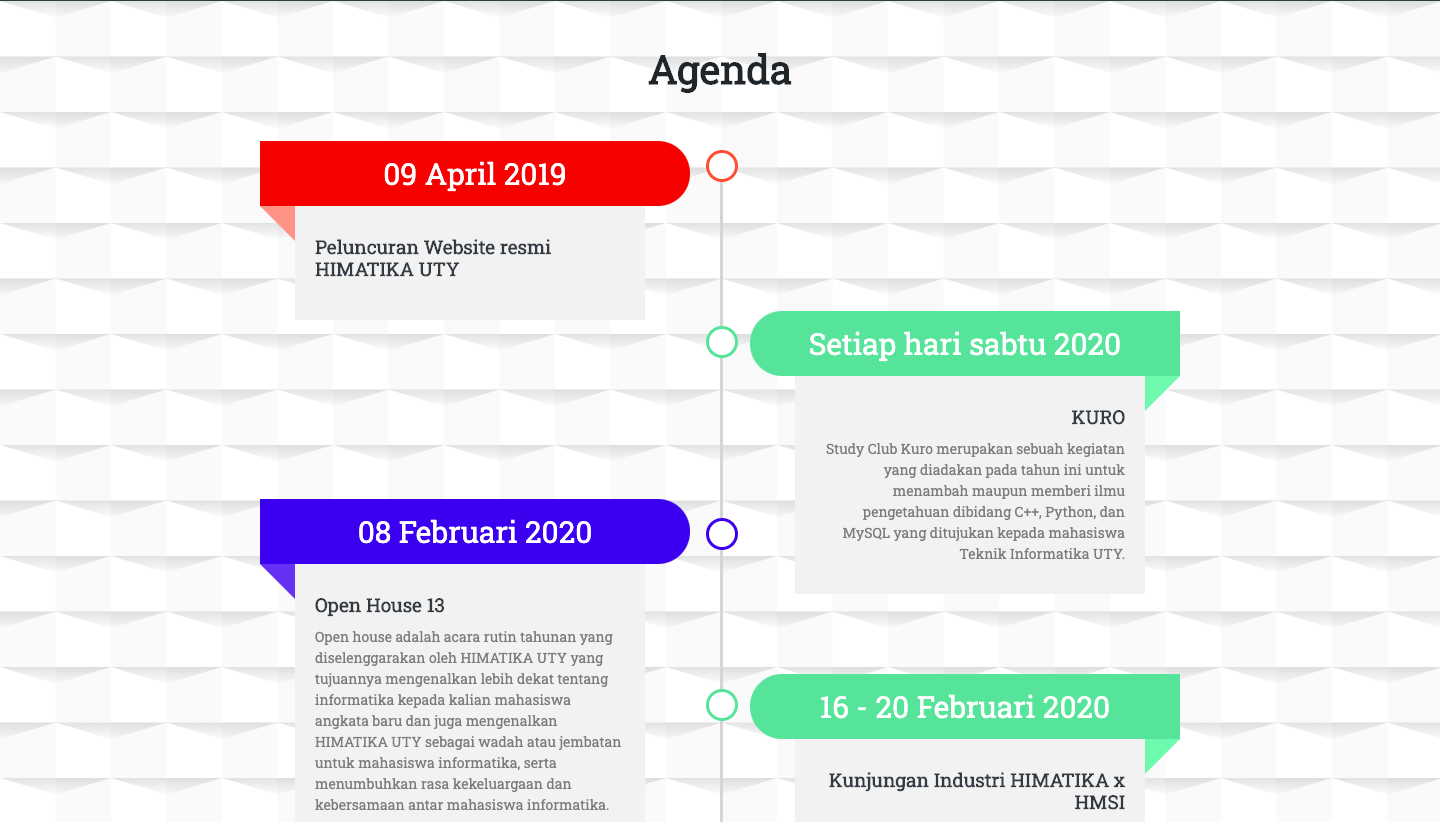 Agenda
09 April 2019
Peluncuran Website resmi
HIMATIKA UTY
Setiap hari sabtu 2020
KURO
Study Club Kuro merupakan sebuah kegiatan
yang diadakan pada tahun ini untuk
menambah maupun memberi ilmu
pengetahuan dibidang C++, Python, dan
MySQL yang ditujukan kepada mahasiswa
Teknik Informatika UTY.
08 Februari 2020
Open House 13
Open house adalah acara rutin tahunan yang
diselenggarakan oleh HIMATIKA UTY yang
tujuannya mengenalkan lebih dekat tentang
informatika kepada kalian mahasiswa
angkata baru dan juga mengenalkan
HIMATIKA UTY sebagai wadah atau jembatan
untuk mahasiswa informatika, serta
menumbuhkan rasa kekeluargaan dan
kebersamaan antar mahasiswa informatika.
16 - 20 Februari 2020
Kunjungan Industri HIMATIKA x
HMSI